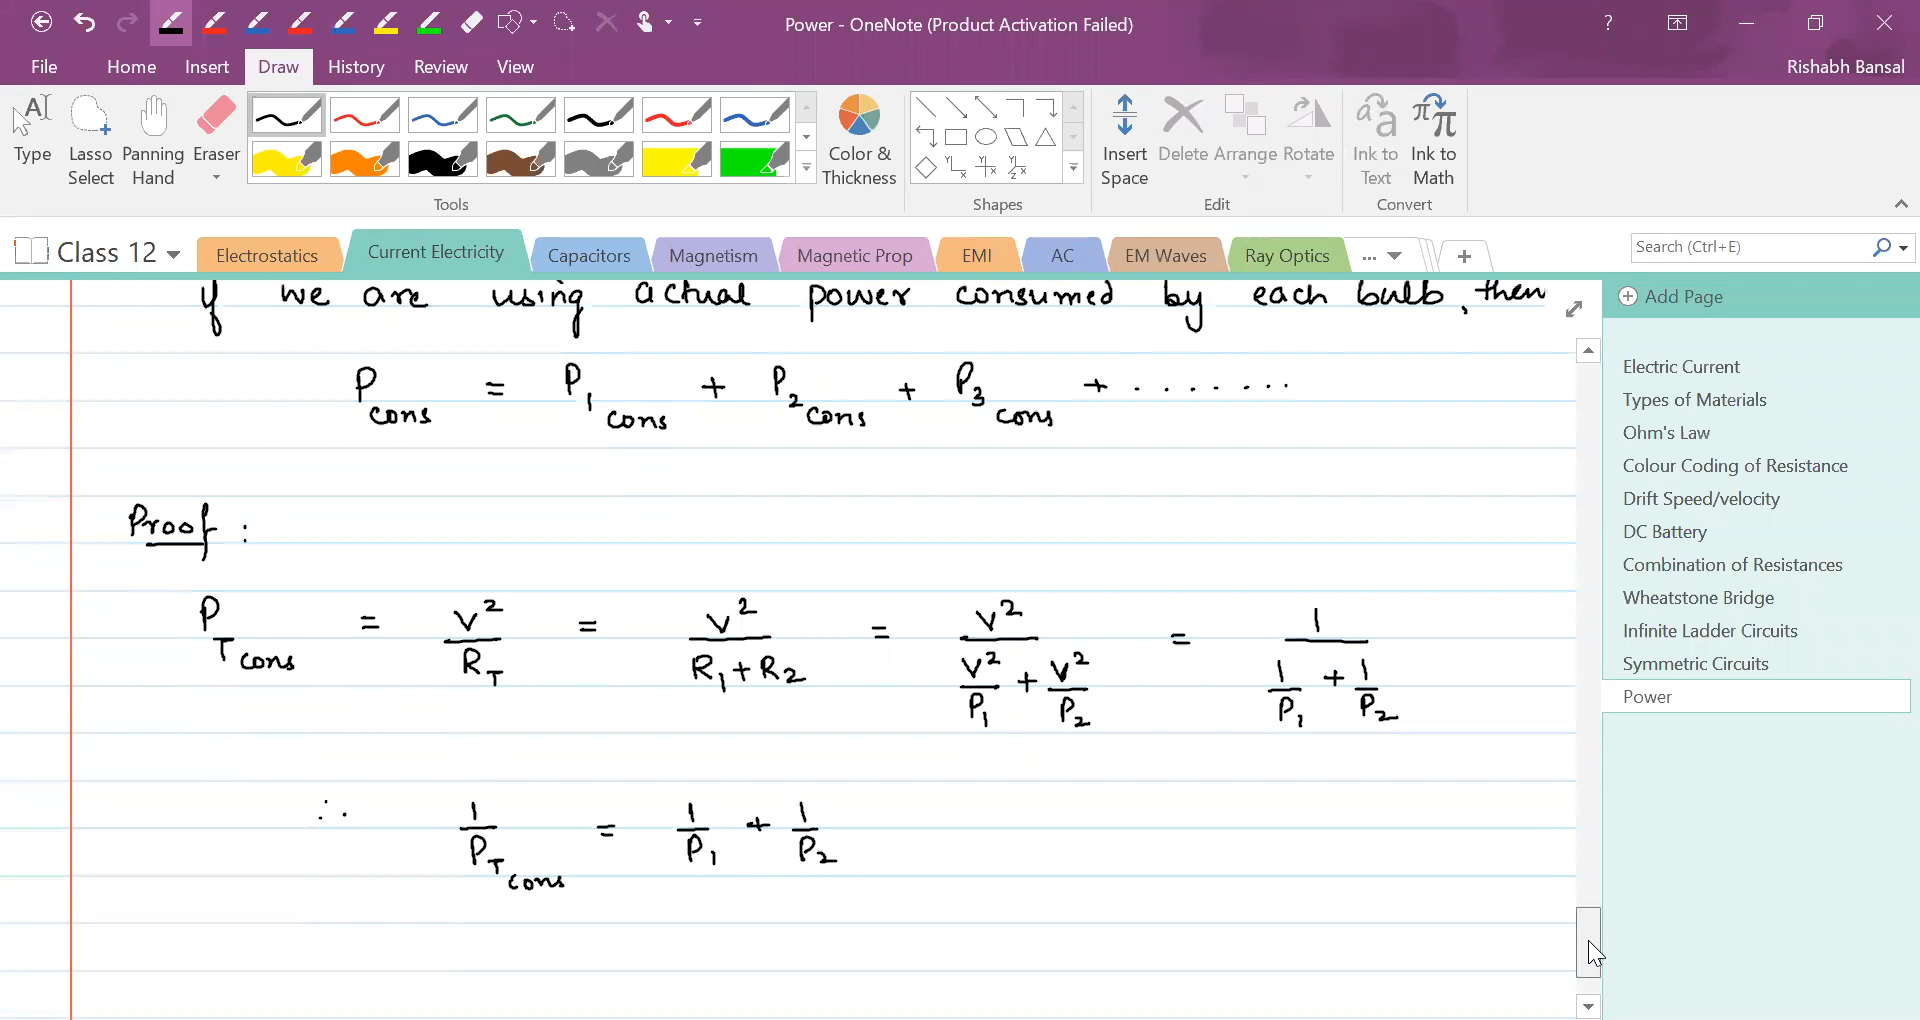 Power - OneNote (Product Activation Failed)
?
File Home Insert Draw History Review View
Rishabh Bansal
Type
Lasso Select
Panning Hand
Eraser
Color & Thickness
Insert Space
Delete
Arrange
Rotate
Ink to Text
Ink to Math
Tools
Shapes
Edit
Convert
Class 12
Electrostatics Current Electricity Capacitors Magnetism Magnetic Prop EMI AC EM Waves Ray Optics ... +
Search (Ctrl+E)
if we are using actual power consumed by each bulb, then
P cons = P1 cons + P2 cons + P3 cons + ........
Proof :
P T cons = V²/R_T = V²/(R1 + R2) = V²/(V²/P1 + V²/P2) = 1/(1/P1 + 1/P2)
∴ 1/P T cons = 1/P1 + 1/P2
Add Page
Electric Current
Types of Materials
Ohm's Law
Colour Coding of Resistance
Drift Speed/velocity
DC Battery
Combination of Resistances
Wheatstone Bridge
Infinite Ladder Circuits
Symmetric Circuits
Power